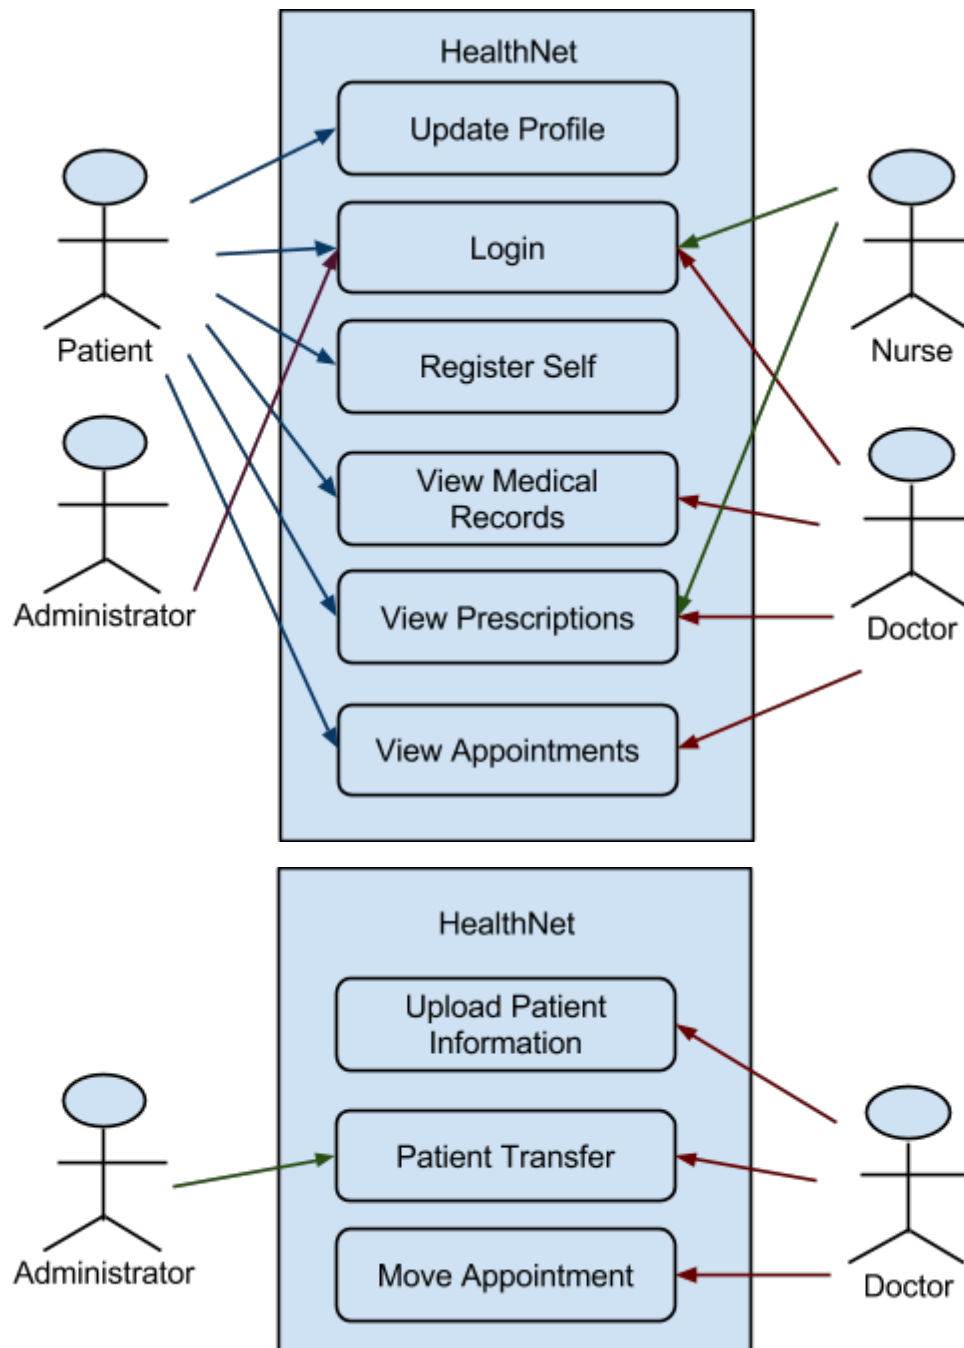 HealthNet
Update Profile
Login
Register Self
View Medical
Records
View Prescriptions
View Appointments
Patient
Administrator
Nurse
Doctor
HealthNet
Upload Patient
Information
Patient Transfer
Move Appointment
Administrator
Doctor